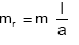 mᵣ = m l/a